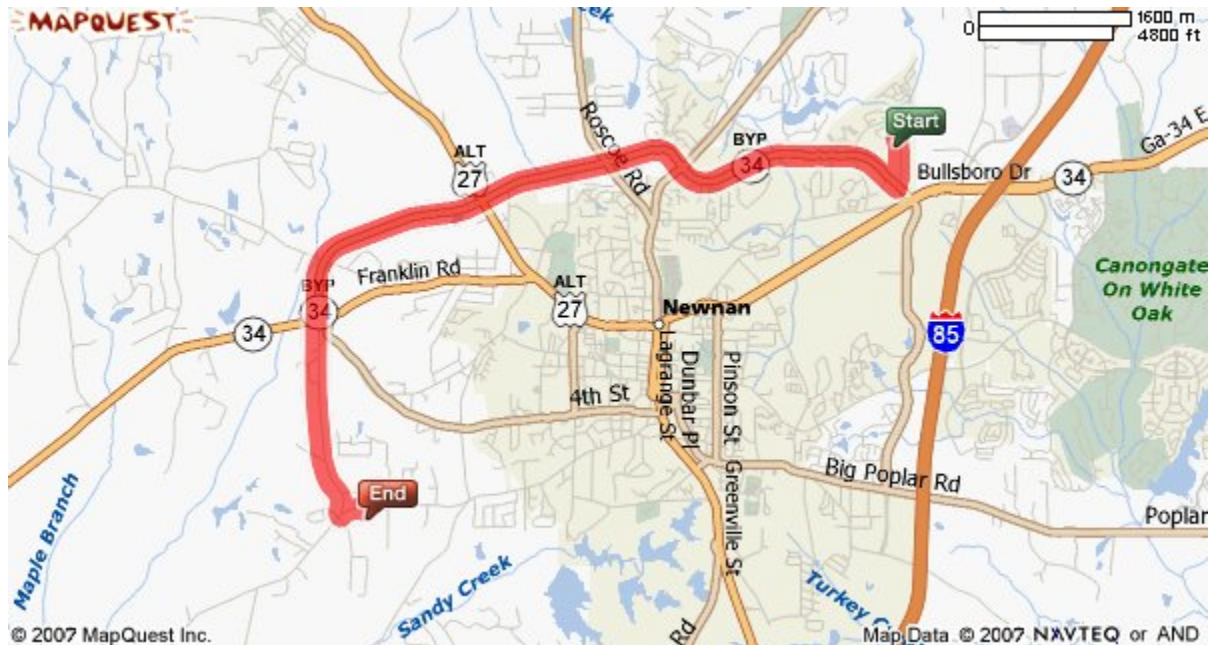 MAPQUEST
Creek
0
1600 m
4800 ft
Start
Roscoe Rd
BYP
34
ALT
27
Ga-34 E
Bullsboro Dr
34
Franklin Rd
BYP
34
34
ALT
27
Newnan
Canongate
On White
Oak
85
Lagrange St
Dunbar Pl
Pinson St
4th St
Greenville St
Big Poplar Rd
Poplar
End
Maple Branch
Sandy Creek
Turkey
Rd
© 2007 MapQuest Inc.
Map Data © 2007 NAVTEQ or AND